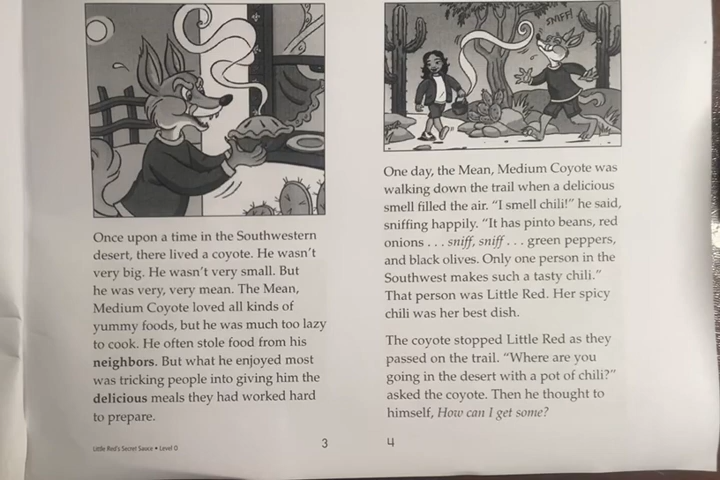 Once upon a time in the Southwestern
desert, there lived a coyote. He wasn't
very big. He wasn't very small. But
he was very, very mean. The Mean,
Medium Coyote loved all kinds of
yummy foods, but he was much too lazy
to cook. He often stole food from his
neighbors. But what he enjoyed most
was tricking people into giving him the
delicious meals they had worked hard
to prepare.
Little Red's Secret Sauce • Level O
3
SNIFF!
One day, the Mean, Medium Coyote was
walking down the trail when a delicious
smell filled the air. "I smell chili!" he said,
sniffing happily. "It has pinto beans, red
onions . . . sniff, sniff . . . green peppers,
and black olives. Only one person in the
Southwest makes such a tasty chili."
That person was Little Red. Her spicy
chili was her best dish.
The coyote stopped Little Red as they
passed on the trail. "Where are you
going in the desert with a pot of chili?"
asked the coyote. Then he thought to
himself, How can I get some?
4